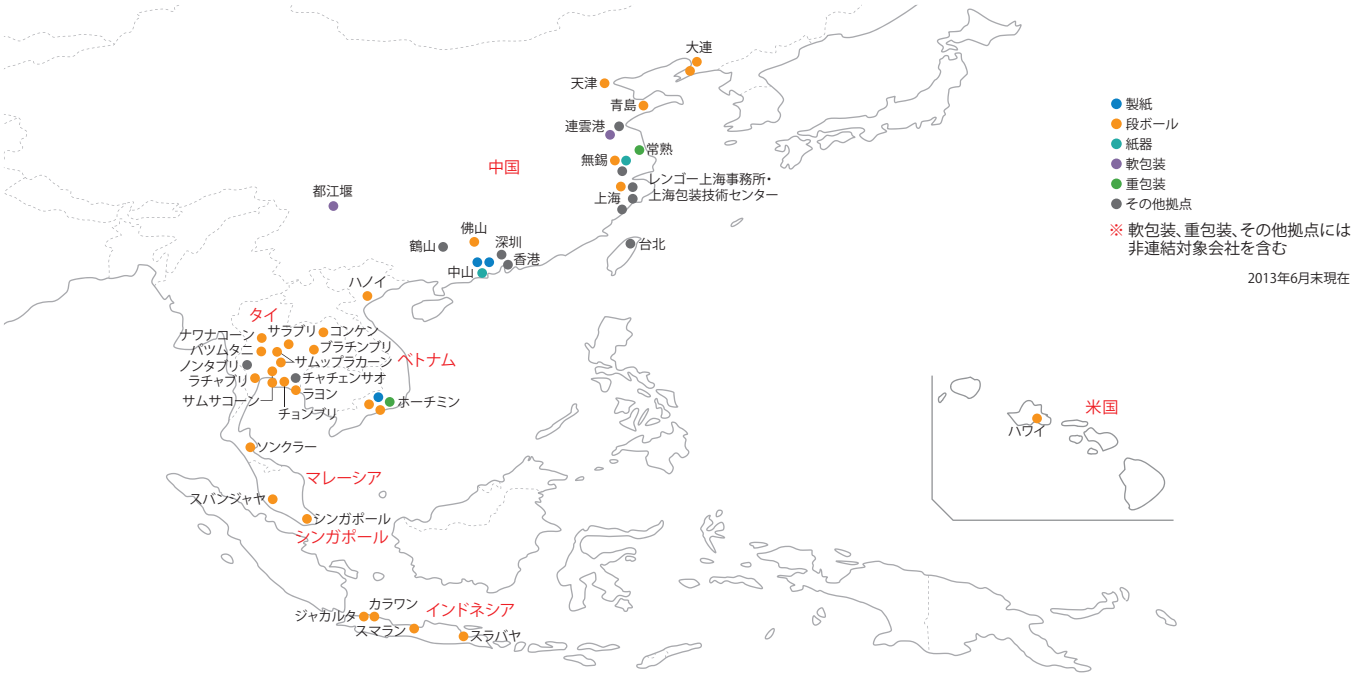 大連
天津
青島
連雲港
常熟
無錫
中国
レンゴー上海事務所・
上海包装技術センター
上海
都江堰
佛山
鶴山
深圳
香港
台北
中山
ハノイ
タイ
ナワナコーン
サラブリ
コンケン
パツムタニ
プラチンブリ
ノンタブリ
サムップラカーン
ベトナム
ラチャブリ
チャチェンサオ
サムサコーン
ラヨン
チョンブリ
ホーチミン
ソンクラー
マレーシア
スバンジャヤ
シンガポール
シンガポール
カラワン
ジャカルタ
インドネシア
スマラン
スラバヤ
米国
ハワイ
製紙
段ボール
紙器
軟包装
重包装
その他拠点
※ 軟包装、重包装、その他拠点には
非連結対象会社を含む
2013年6月末現在